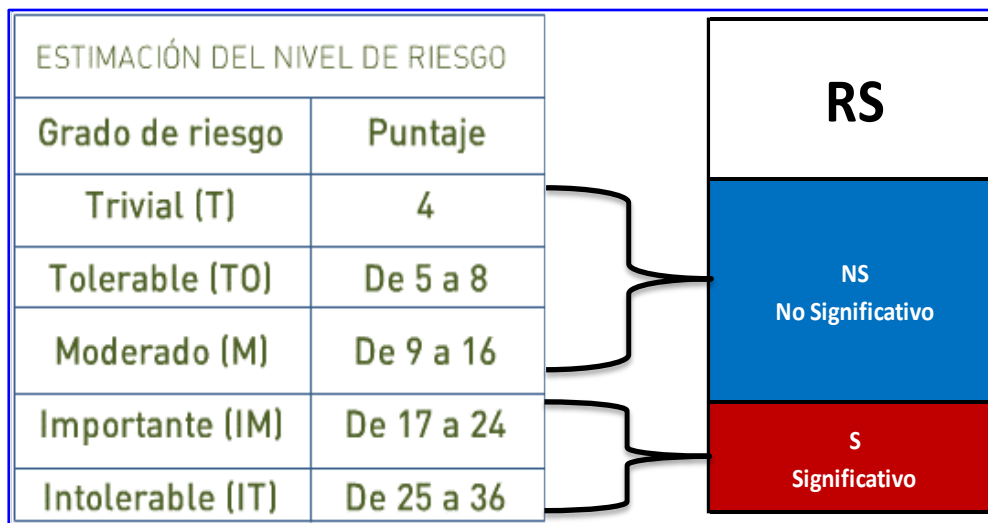 ESTIMACIÓN DEL NIVEL DE RIESGO
Grado de riesgo Puntaje
Trivial (T) 4
Tolerable (TO) De 5 a 8
Moderado (M) De 9 a 16
Importante (IM) De 17 a 24
Intolerable (IT) De 25 a 36
RS
NS
No Significativo
S
Significativo